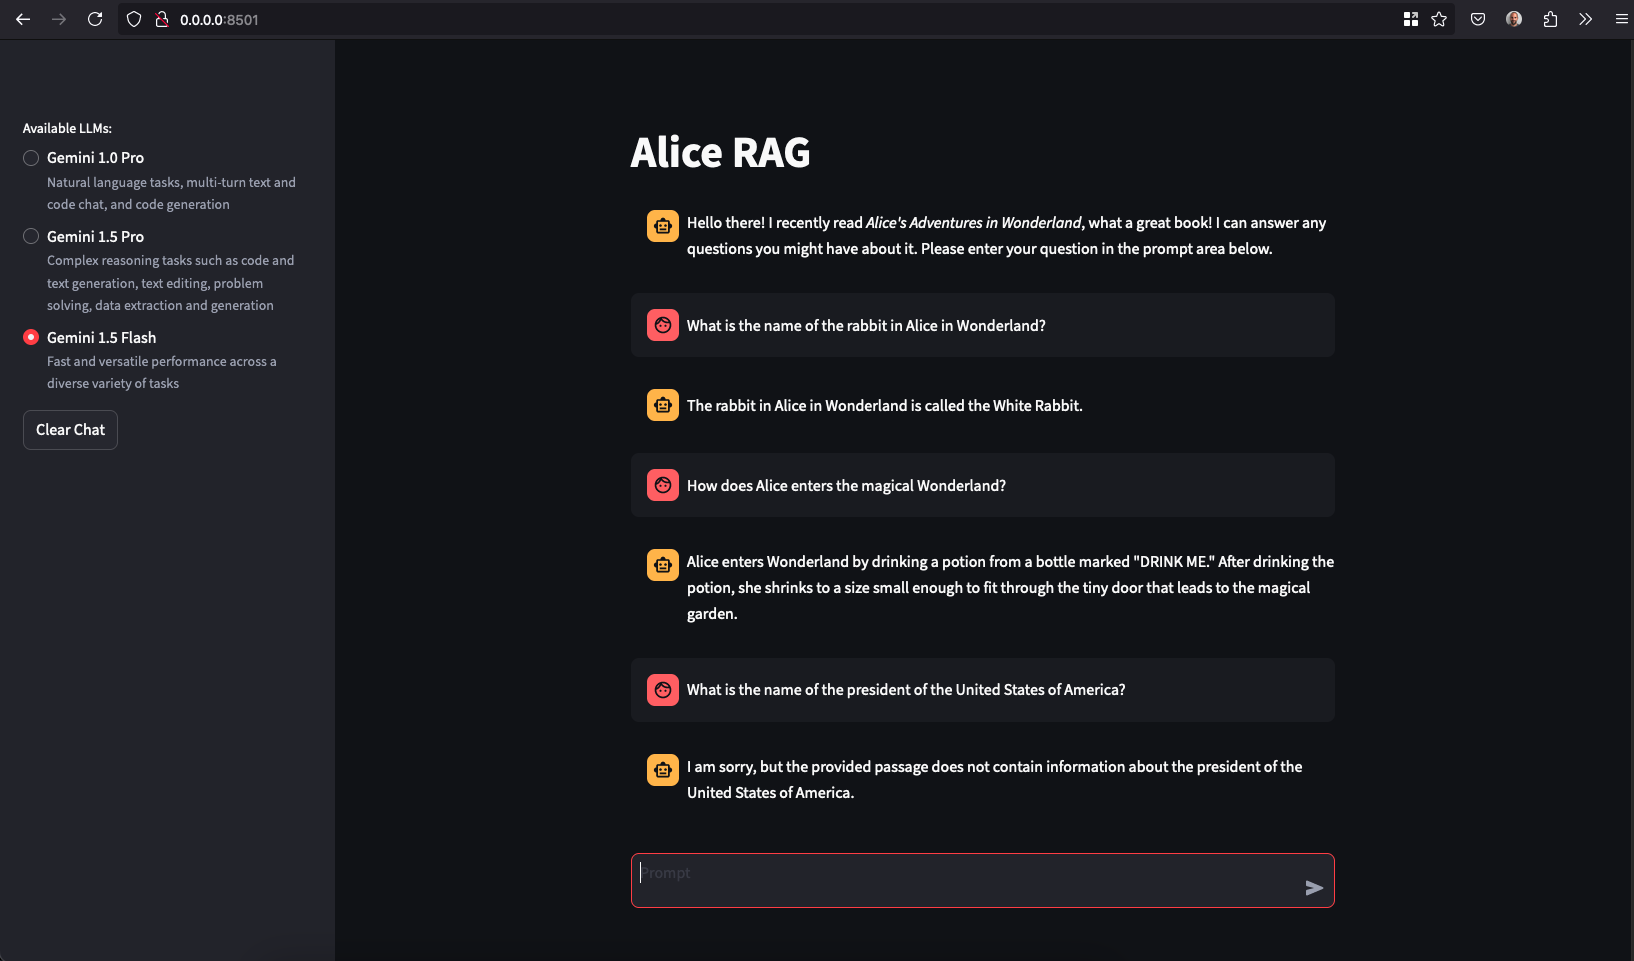 0.0.0.0:8501
Available LLMs:
Gemini 1.0 Pro
Natural language tasks, multi-turn text and
code chat, and code generation
Gemini 1.5 Pro
Complex reasoning tasks such as code and
text generation, text editing, problem
solving, data extraction and generation
Gemini 1.5 Flash
Fast and versatile performance across a
diverse variety of tasks
Clear Chat
Alice RAG
Hello there! I recently read Alice's Adventures in Wonderland, what a great book! I can answer any
questions you might have about it. Please enter your question in the prompt area below.
What is the name of the rabbit in Alice in Wonderland?
The rabbit in Alice in Wonderland is called the White Rabbit.
How does Alice enters the magical Wonderland?
Alice enters Wonderland by drinking a potion from a bottle marked "DRINK ME." After drinking the
potion, she shrinks to a size small enough to fit through the tiny door that leads to the magical
garden.
What is the name of the president of the United States of America?
I am sorry, but the provided passage does not contain information about the president of the
United States of America.
Prompt